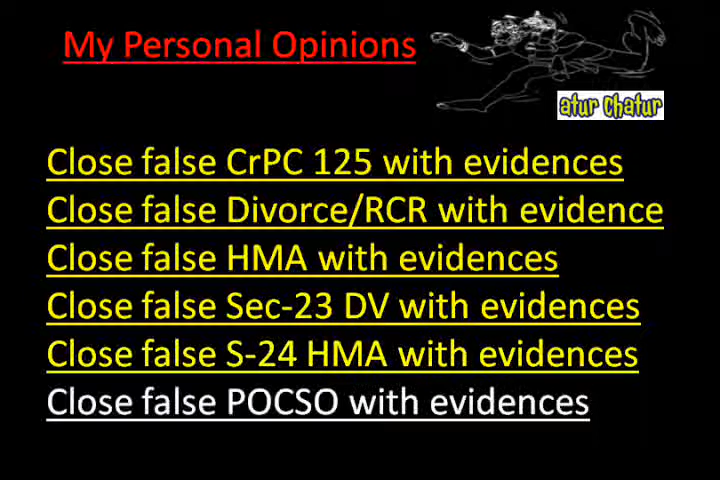 My Personal Opinions
atur Chatur
Close false CrPC 125 with evidences
Close false Divorce/RCR with evidence
Close false HMA with evidences
Close false Sec-23 DV with evidences
Close false S-24 HMA with evidences
Close false POCSO with evidences